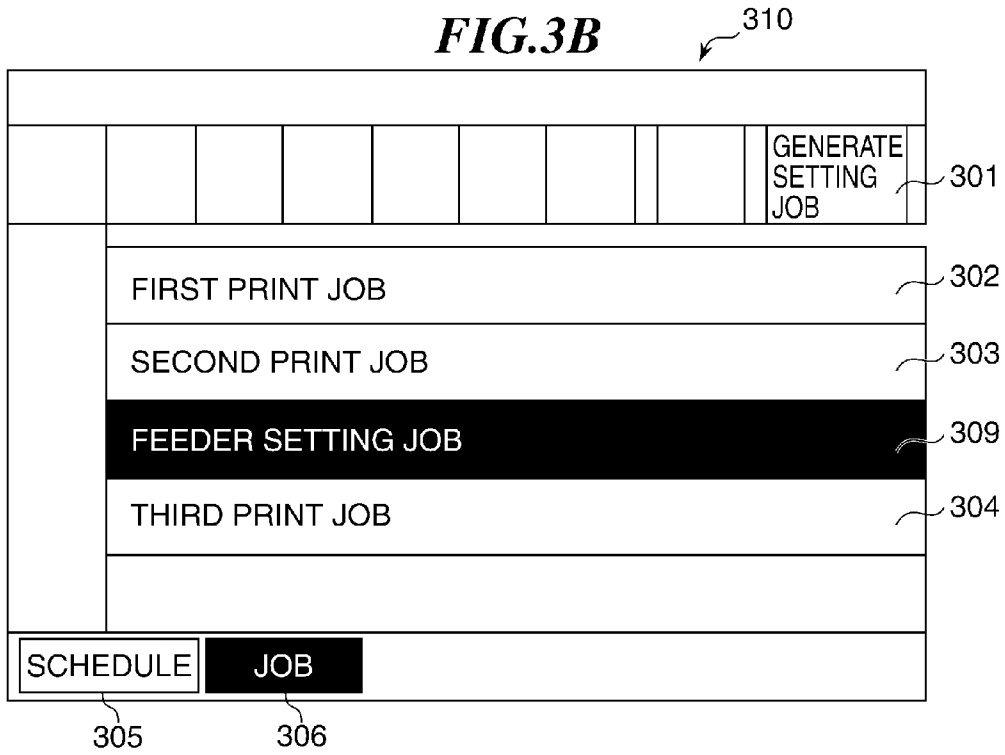 FIG.3B
310
GENERATE
SETTING
JOB
301
FIRST PRINT JOB
302
SECOND PRINT JOB
303
FEEDER SETTING JOB
309
THIRD PRINT JOB
304
SCHEDULE
JOB
305
306